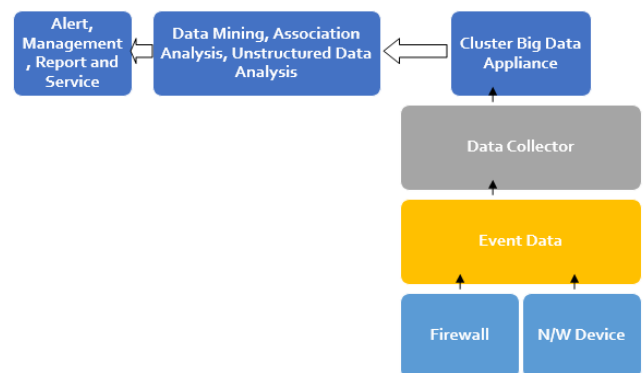 Alert,
Management
, Report and
Service
Data Mining, Association
Analysis, Unstructured Data
Analysis
Cluster Big Data
Appliance
Data Collector
Event Data
Firewall
N/W Device